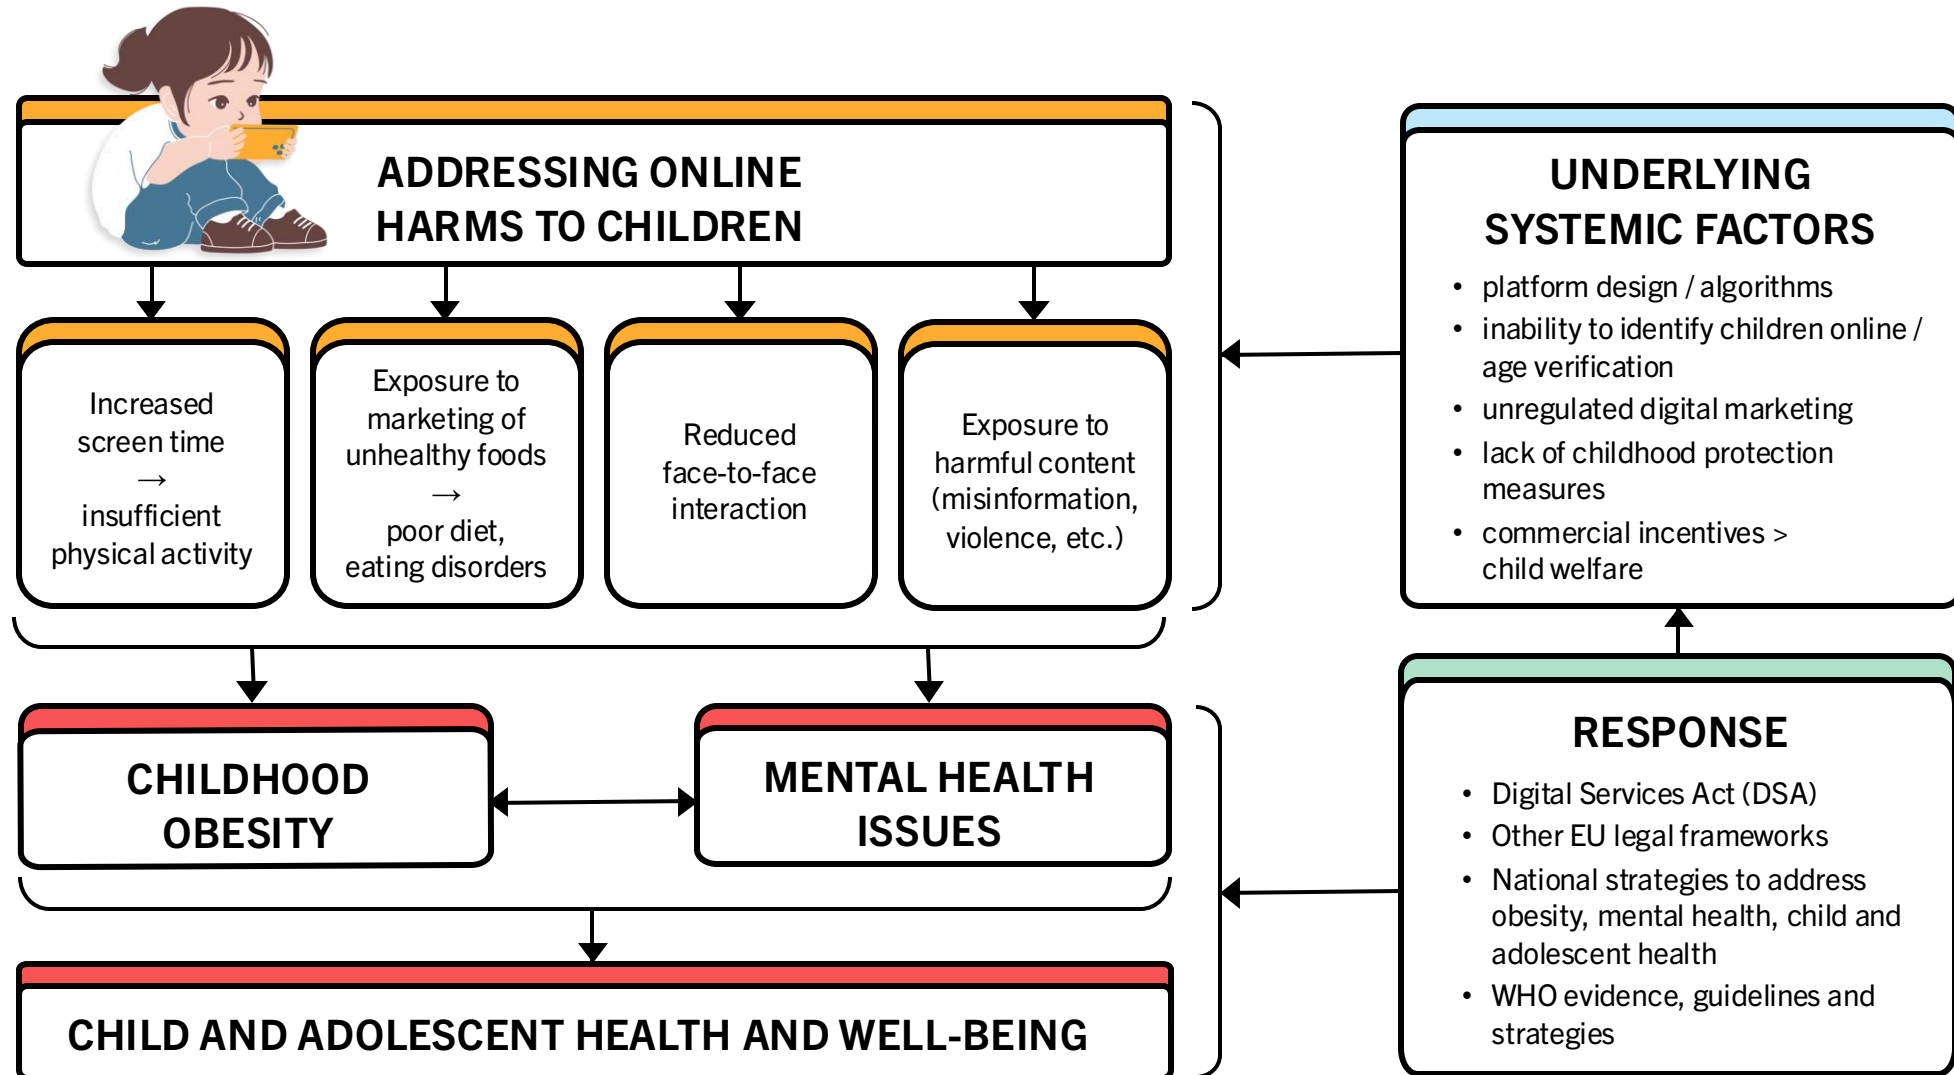 ADDRESSING ONLINE
HARMS TO CHILDREN
Increased
screen time
→
insufficient
physical activity
Exposure to
marketing of
unhealthy foods
→
poor diet,
eating disorders
Reduced
face-to-face
interaction
Exposure to
harmful content
(misinformation,
violence, etc.)
CHILDHOOD
OBESITY
MENTAL HEALTH
ISSUES
CHILD AND ADOLESCENT HEALTH AND WELL-BEING
UNDERLYING
SYSTEMIC FACTORS
• platform design / algorithms
• inability to identify children online /
age verification
• unregulated digital marketing
• lack of childhood protection
measures
• commercial incentives >
child welfare
RESPONSE
• Digital Services Act (DSA)
• Other EU legal frameworks
• National strategies to address
obesity, mental health, child and
adolescent health
• WHO evidence, guidelines and
strategies